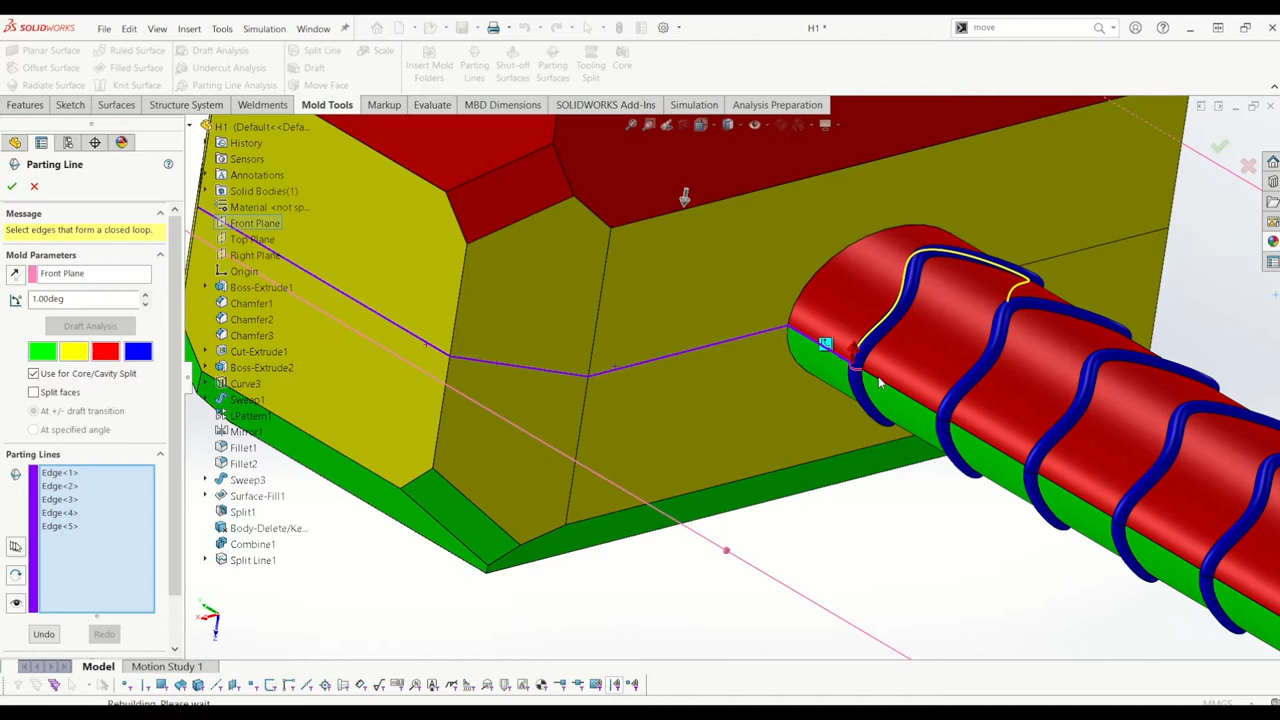 SOLIDWORKS File Edit View Insert Tools Simulation Window H1 * move
Planar Surface Ruled Surface Draft Analysis Split Line Scale
Offset Surface Filled Surface Undercut Analysis Draft Insert Mold Folders Parting Lines Shut-off Surfaces Parting Surfaces Tooling Split Core
Radiate Surface Knit Surface Parting Line Analysis Move Face
Features Sketch Surfaces Structure System Weldments Mold Tools Markup Evaluate MBD Dimensions SOLIDWORKS Add-Ins Simulation Analysis Preparation
Parting Line
Message
Select edges that form a closed loop.
Mold Parameters
Front Plane
1.00deg
Draft Analysis
Use for Core/Cavity Split
Split faces
At +/- draft transition
At specified angle
Parting Lines
Edge<1>
Edge<2>
Edge<3>
Edge<4>
Edge<5>
Undo Redo
H1 (Default<<Defa...
History
Sensors
Annotations
Solid Bodies(1)
Material <not sp...
Front Plane
Top Plane
Right Plane
Origin
Boss-Extrude1
Chamfer1
Chamfer2
Chamfer3
Cut-Extrude1
Boss-Extrude2
Curve3
Sweep1
LPattern1
Mirror1
Fillet1
Fillet2
Sweep3
Surface-Fill1
Split1
Body-Delete/Ke...
Combine1
Split Line1
Model Motion Study 1
Rebuilding. Please wait MMGS